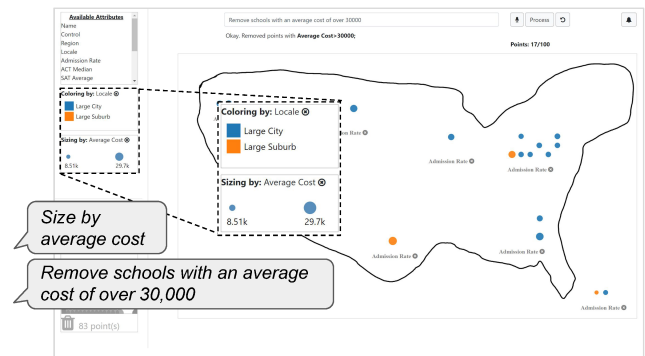 Available Attributes
Name
Control
Region
Locale
Admission Rate
ACT Median
SAT Average
Coloring by: Locale
Large City
Large Suburb
Sizing by: Average Cost
8.51k 29.7k
Remove schools with an average cost of over 30000
Process
Okay. Removed points with Average Cost>30000;
Points: 17/100
Coloring by: Locale
Large City
Large Suburb
Sizing by: Average Cost
8.51k 29.7k
Admission Rate
Admission Rate
Admission Rate
Admission Rate
Admission Rate
Size by
average cost
Remove schools with an average
cost of over 30,000
83 point(s)